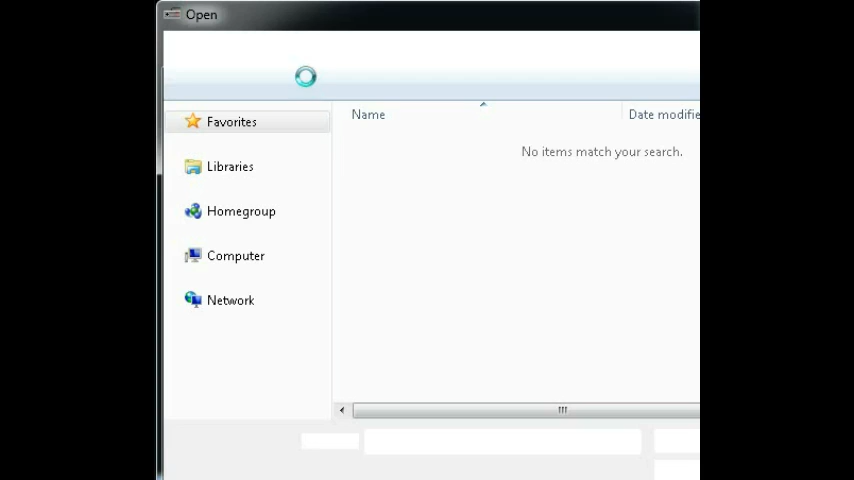 Open
Name
Date modifie
Favorites
No items match your search.
Libraries
Homegroup
Computer
Network